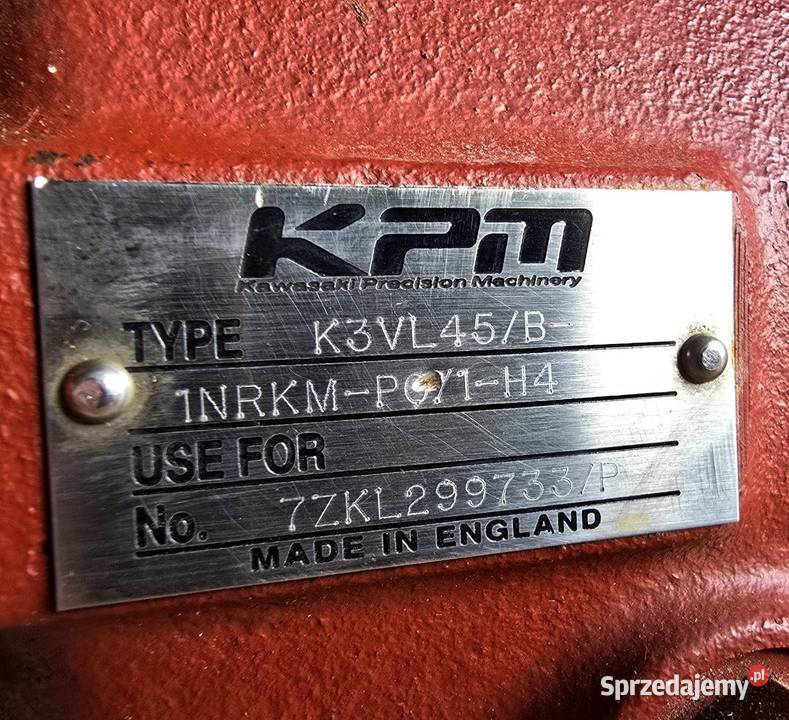 KPM
Kawasaki Precision Machinery
TYPE K3VL45/B-
1NRKM-P0/1-H4
USE FOR
No. 7ZKL299733/P
MADE IN ENGLAND
Sprzedajemy.pl